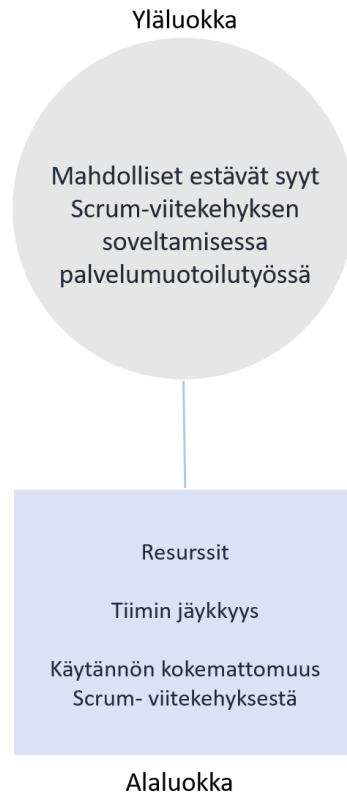 Yläluokka
Mahdolliset estävät syyt
Scrum-viitekehyksen
soveltamisessa
palvelumuotoilutyössä
Resurssit
Tiimin jäykkyys
Käytännön kokemattomuus
Scrum- viitekehyksestä
Alaluokka